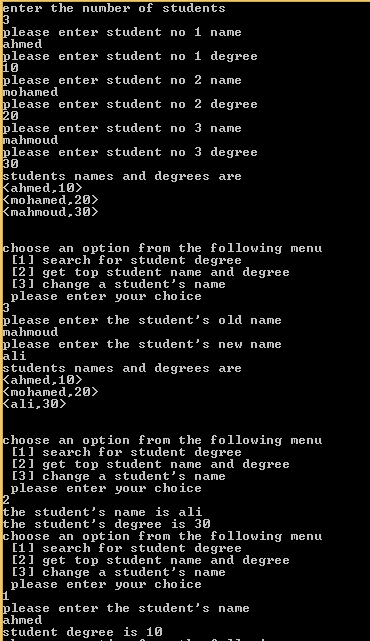 enter the number of students
3
please enter student no 1 name
ahmed
please enter student no 1 degree
10
please enter student no 2 name
mohamed
please enter student no 2 degree
20
please enter student no 3 name
mahmoud
please enter student no 3 degree
30
students names and degrees are
<ahmed,10>
<mohamed,20>
<mahmoud,30>
choose an option from the following menu
[1] search for student degree
[2] get top student name and degree
[3] change a student's name
please enter your choice
3
please enter the student's old name
mahmoud
please enter the student's new name
ali
students names and degrees are
<ahmed,10>
<mohamed,20>
<ali,30>
choose an option from the following menu
[1] search for student degree
[2] get top student name and degree
[3] change a student's name
please enter your choice
2
the student's name is ali
the student's degree is 30
choose an option from the following menu
[1] search for student degree
[2] get top student name and degree
[3] change a student's name
please enter your choice
1
please enter the student's name
ahmed
student degree is 10